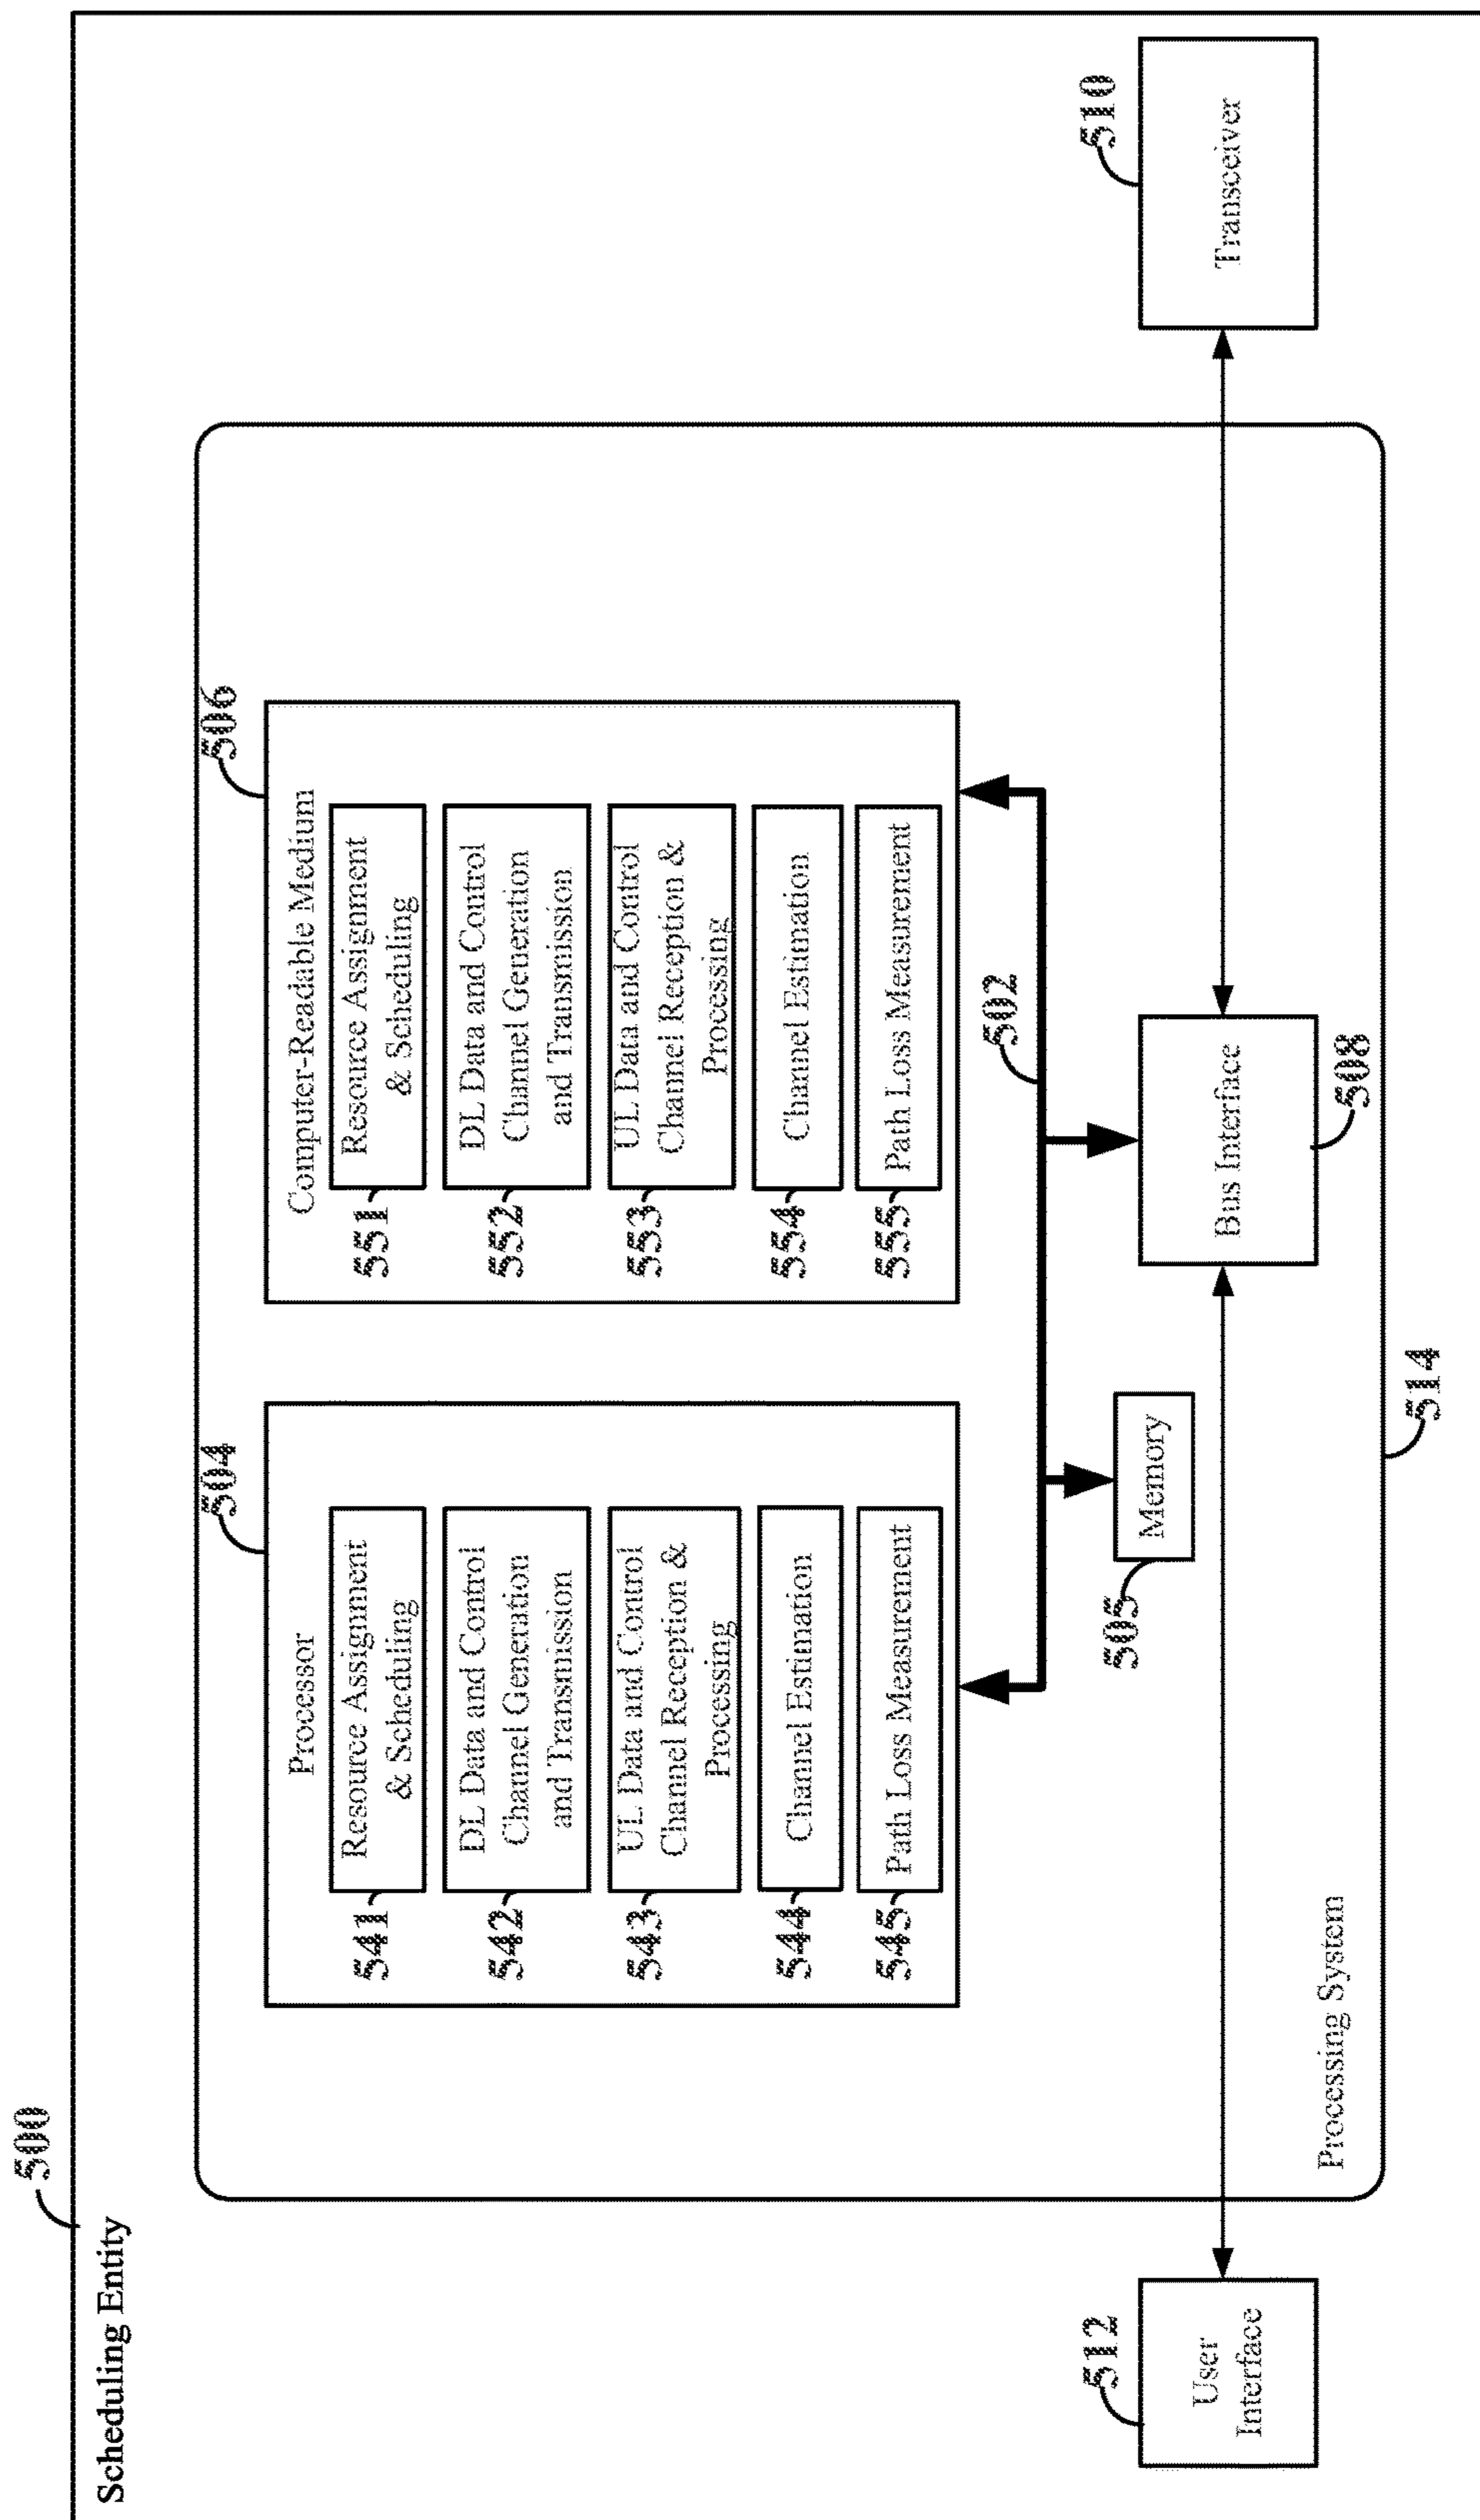 500
Scheduling Entity
504
Processor
541
Resource Assignment
& Scheduling
542
DL Data and Control
Channel Generation
and Transmission
543
UL Data and Control
Channel Reception &
Processing
544
Channel Estimation
545
Path Loss Measurement
506
Computer-Readable Medium
551
Resource Assignment
& Scheduling
552
DL Data and Control
Channel Generation
and Transmission
553
UL Data and Control
Channel Reception &
Processing
554
Channel Estimation
555
Path Loss Measurement
502
505
Memory
512
User
Interface
Bus Interface
508
510
Transceiver
Processing System
514